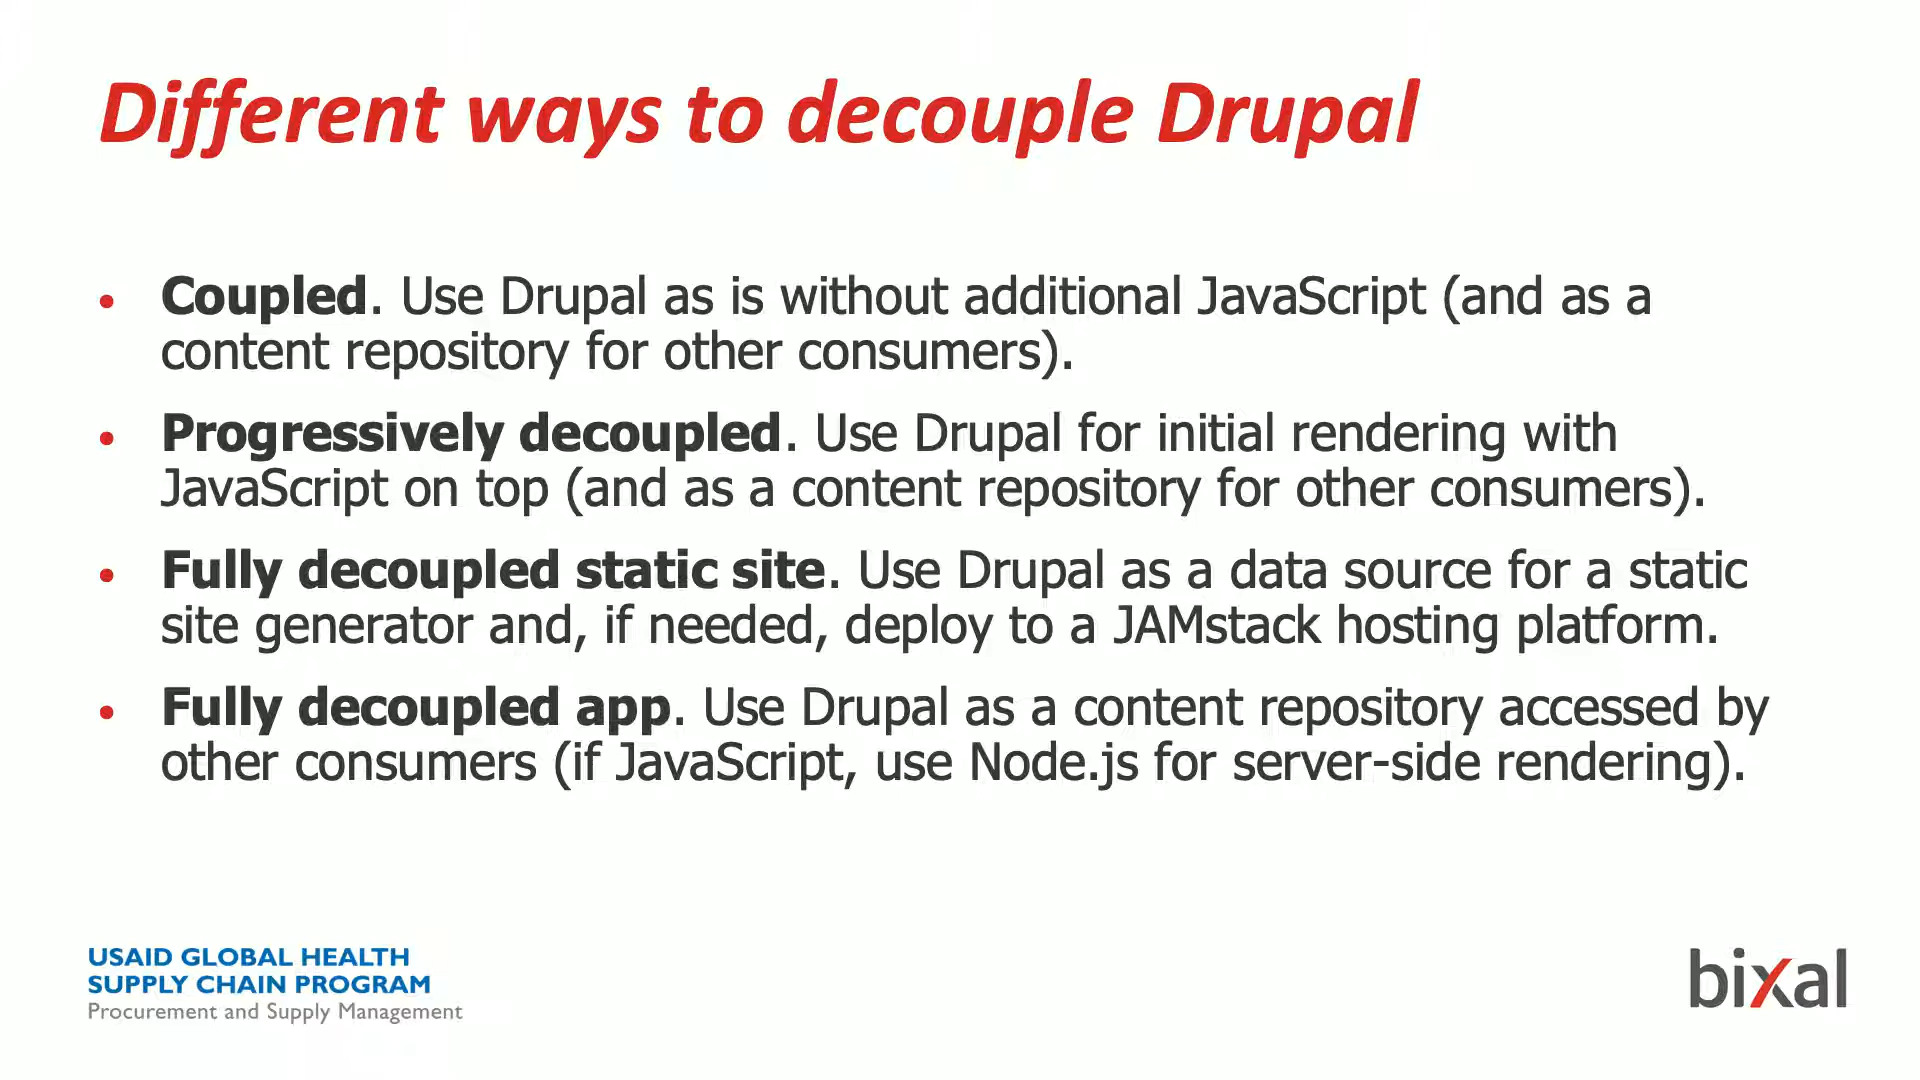 Different ways to decouple Drupal
• Coupled. Use Drupal as is without additional JavaScript (and as a
content repository for other consumers).
• Progressively decoupled. Use Drupal for initial rendering with
JavaScript on top (and as a content repository for other consumers).
• Fully decoupled static site. Use Drupal as a data source for a static
site generator and, if needed, deploy to a JAMstack hosting platform.
• Fully decoupled app. Use Drupal as a content repository accessed by
other consumers (if JavaScript, use Node.js for server-side rendering).
USAID GLOBAL HEALTH
SUPPLY CHAIN PROGRAM
Procurement and Supply Management
bixal